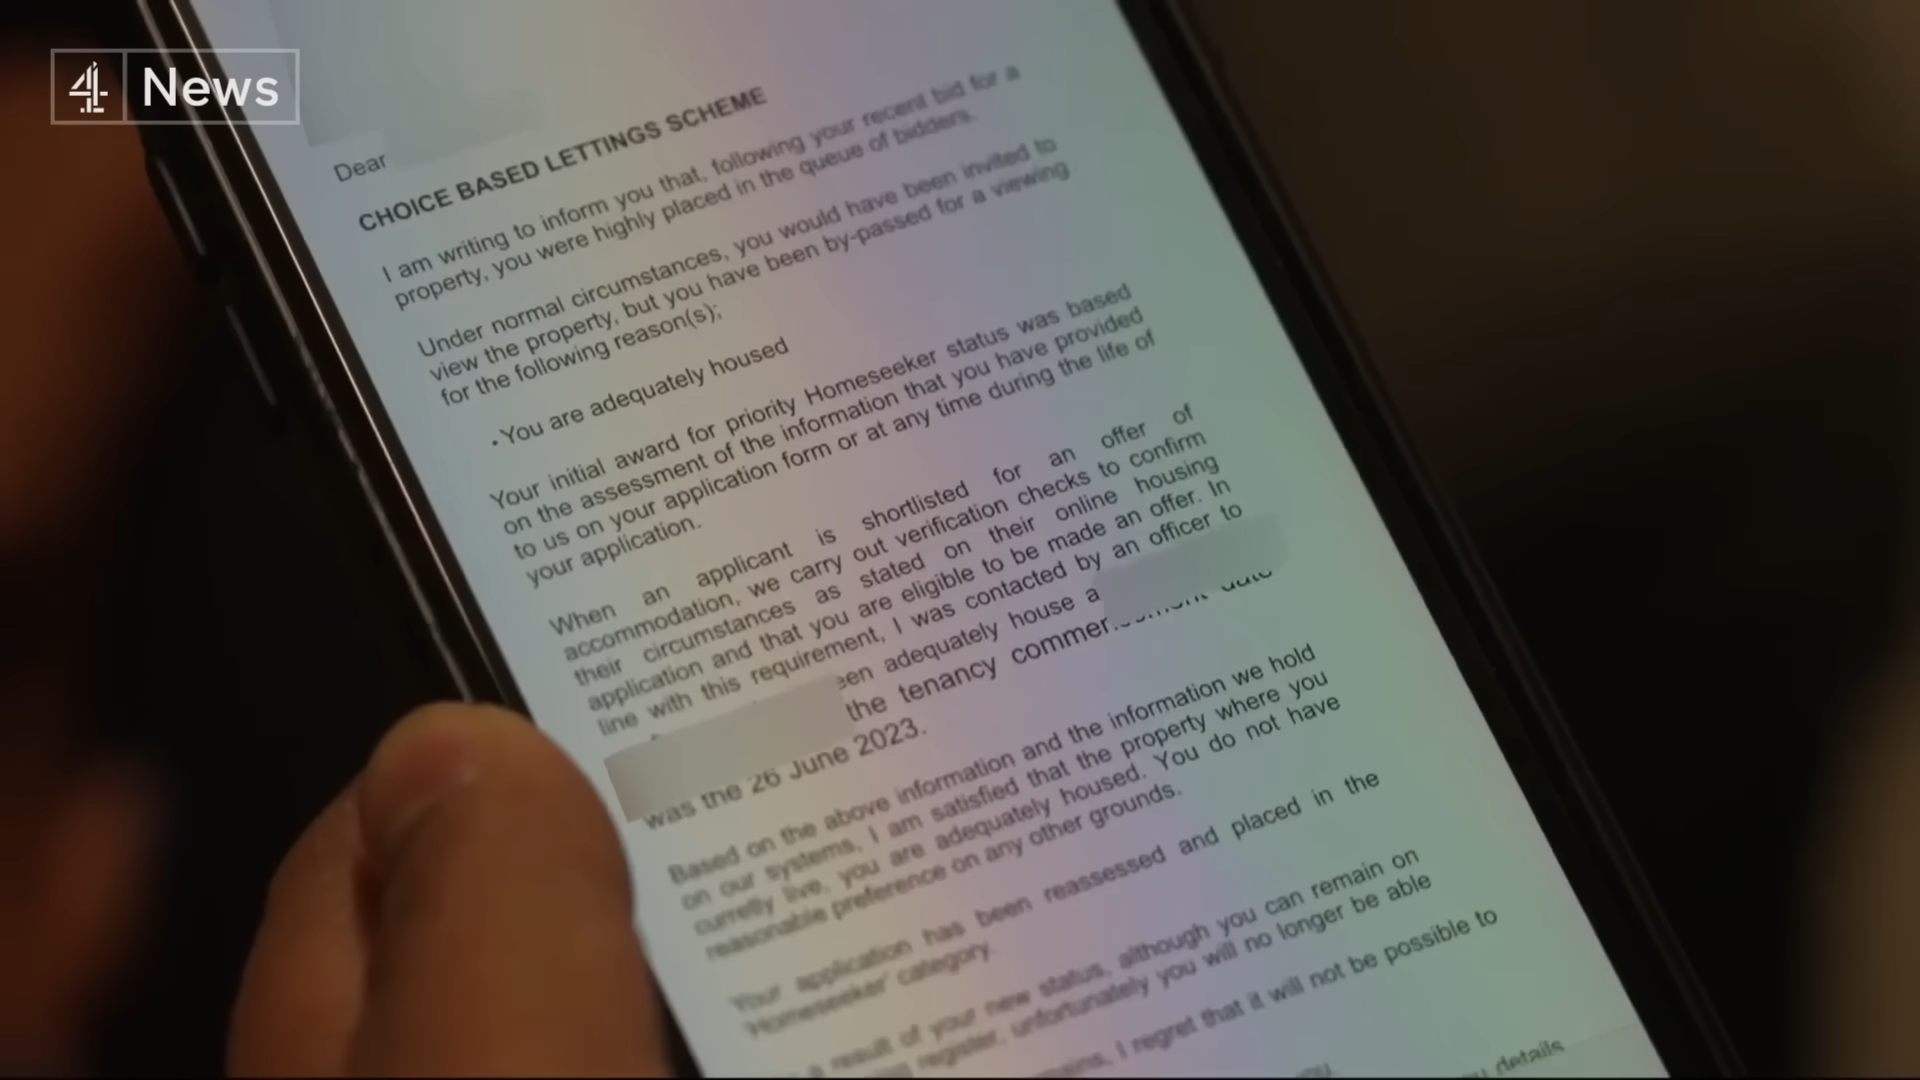 4 News
Dear
CHOICE BASED LETTINGS SCHEME
I am writing to inform you that, following your recent bid for a
property, you were highly placed in the queue of bidders.
Under normal circumstances, you would have been invited to
view the property, but you have been by-passed for a viewing
for the following reason(s);
• You are adequately housed
Your initial award for priority Homeseeker status was based
on the assessment of the information that you have provided
to us on your application form or at any time during the life of
your application.
When an applicant is shortlisted for an offer of
accommodation, we carry out verification checks to confirm
their circumstances as stated on their online housing
application and that you are eligible to be made an offer. In
line with this requirement, I was contacted by an officer to
adequately house a
the tenancy
was the 26 June 2023.
Based on the above information and the information we hold
on our systems, I am satisfied that the property where you
curretly live, you are adequately housed. You do not have
reasonable preference on any other grounds.
Your application has been reassessed and placed in the
'Homeseeker' category.
a result of your new status, although you can remain on
register, unfortunately you will no longer be able
I regret that it will not be possible to
details